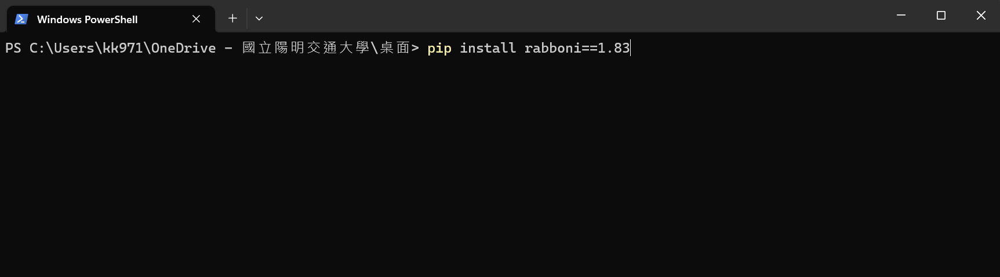 Windows PowerShell
PS C:\Users\kk971\OneDrive - 國立陽明交通大學\桌面> pip install rabboni==1.83